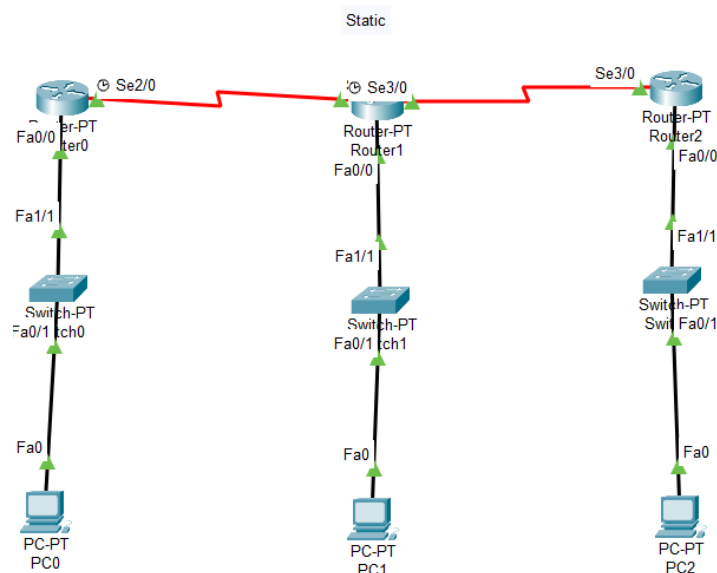 Static
Se2/0
Se3/0
Se3/0
Router-PT
Router1
Router-PT
Router2
Fa0/0
Fa0/0
Fa0/0
Fa1/1
Fa1/1
Fa1/1
Switch-PT
Switch-PT
Switch-PT
Fa0/1
Fa0/1
Fa0/1
Fa0
Fa0
Fa0
PC-PT
PC0
PC-PT
PC1
PC-PT
PC2